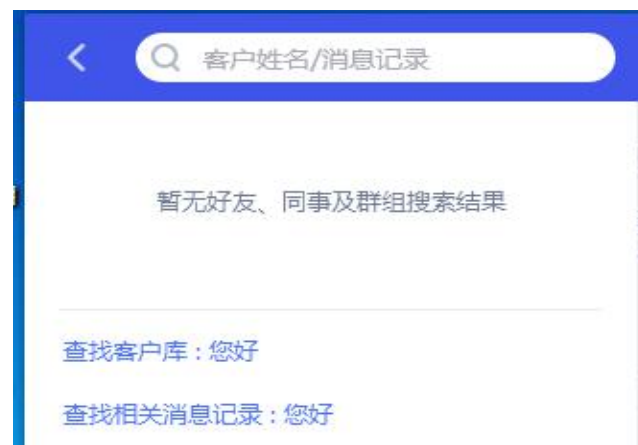 客户姓名/消息记录
暂无好友、同事及群组搜索结果
查找客户库：您好
查找相关消息记录：您好